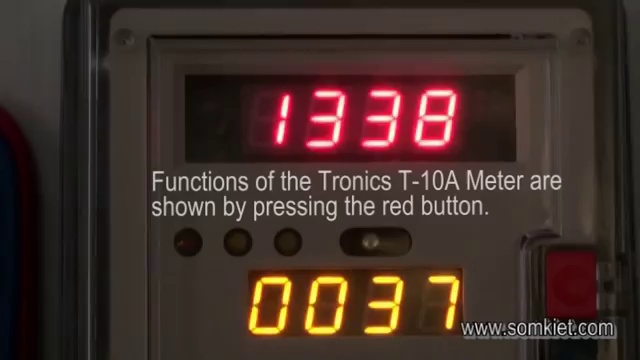 1338
Functions of the Tronics T-10A Meter are
shown by pressing the red button.
0037
www.somkiet.com